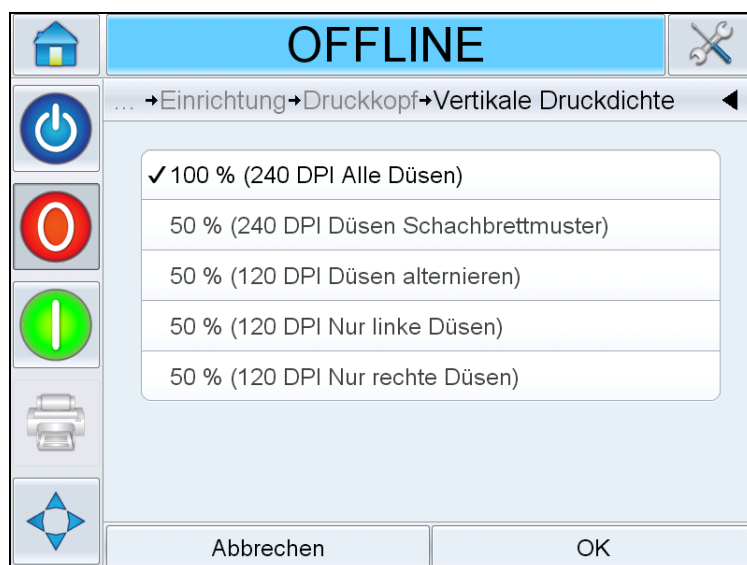 OFFLINE
... →Einrichtung→Druckkopf→Vertikale Druckdichte
✓100 % (240 DPI Alle Düsen)
50 % (240 DPI Düsen Schachbrettmuster)
50 % (120 DPI Düsen alternieren)
50 % (120 DPI Nur linke Düsen)
50 % (120 DPI Nur rechte Düsen)
Abbrechen OK